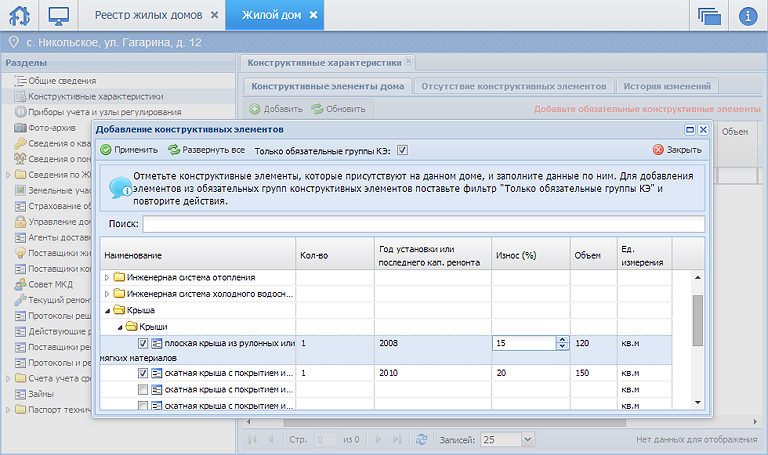 Реестр жилых домов
Жилой дом
с. Никольское, ул. Гагарина, д. 12
Разделы
Общие сведения
Конструктивные характеристики
Приборы учета и узлы регулирования
Фото-архив
Сведения о ква
Сведения о пом
Сведения по Ж
Земельные учас
Страхование об
Управление дом
Агенты достав
Поставщики жи
Поставщики ко
Совет МКД
Текущий ремон
Протоколы реш
Действующие р
Поставщики ре
Протоколы и р
Счета учета ср
Займы
Паспорт технич
Конструктивные характеристики
Конструктивные элементы дома
Отсутствие конструктивных элементов
История изменений
Добавить
Обновить
Добавьте обязательные конструктивные элементы
Объем
Добавление конструктивных элементов
Применить
Развернуть все
Только обязательные группы КЭ:
Закрыть
Отметьте конструктивные элементы, которые присутствуют на данном доме, и заполните данные по ним. Для добавления
элементов из обязательных групп конструктивных элементов поставьте фильтр "Только обязательные группы КЭ" и
повторите действия.
Поиск:
Наименование
Кол-во
Год установки или
последнего кап. ремонта
Износ (%)
Объем
Ед.
измерения
Инженерная система отопления
Инженерная система холодного водосн...
Крыша
Крыши
плоская крыша из рулонных или
мягких материалов
1
2008
15
120
кв.м
скатная крыша с покрытием и...
1
2010
20
150
кв.м
скатная крыша с покрытием и...
кв.м
скатная крыша с покрытием и...
кв.м
Стр.
0
из 0
Записей:
25
Нет данных для отображения